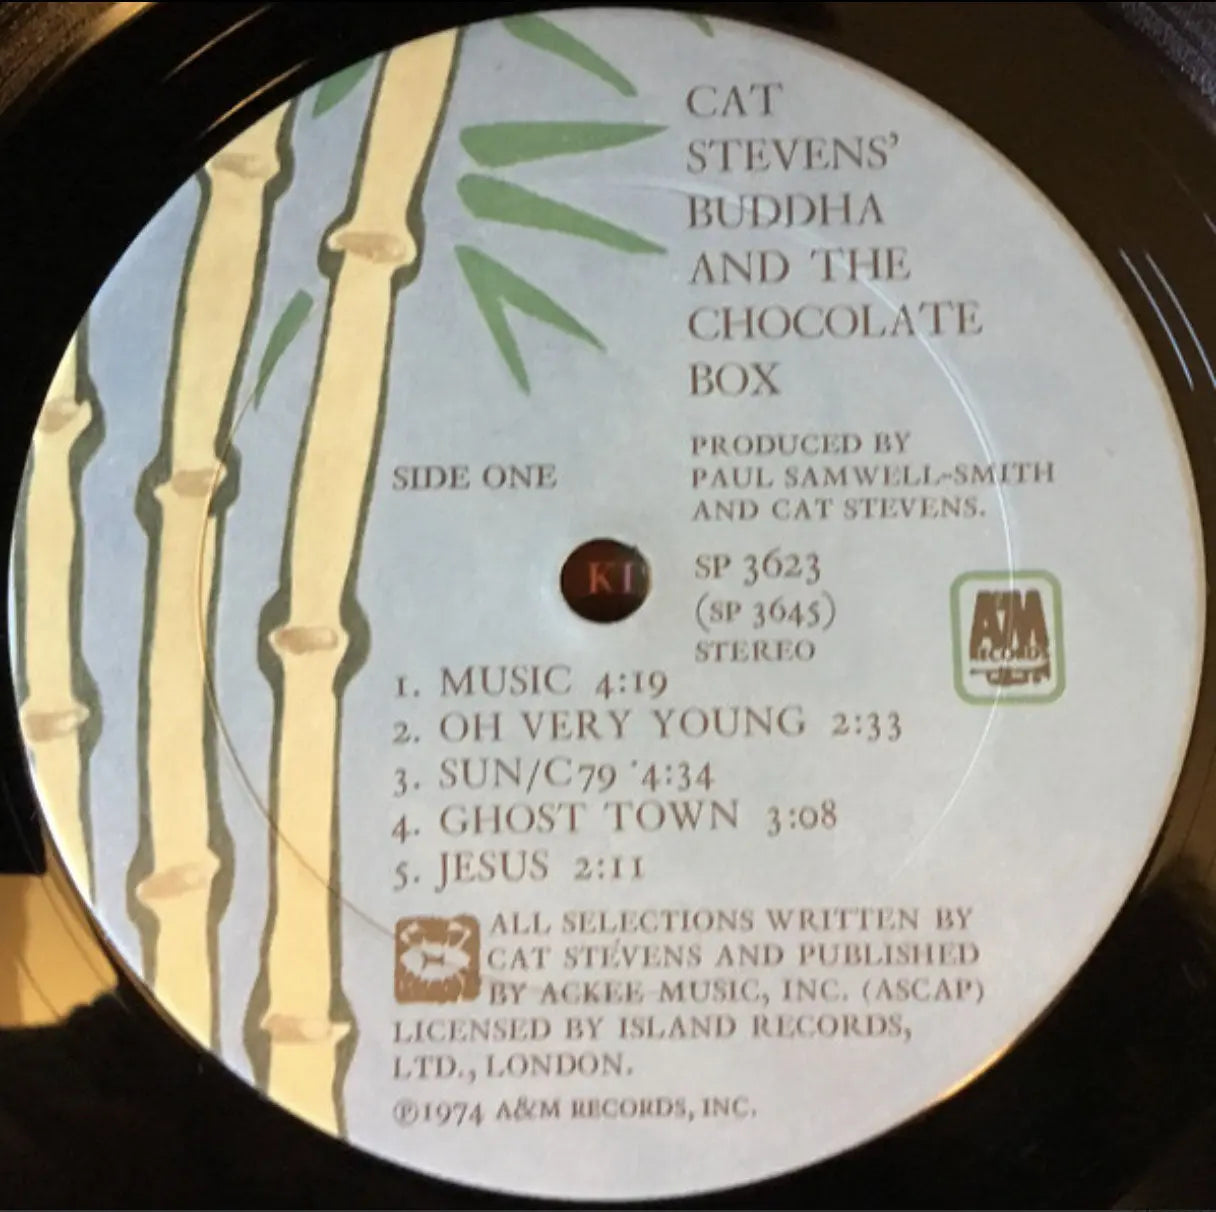 CAT
STEVENS'
BUDDHA
AND THE
CHOCOLATE
BOX
PRODUCED BY
PAUL SAMWELL-SMITH
AND CAT STEVENS.
SIDE ONE
KI
SP 3623
(SP 3645)
STEREO
A&M
RECORDS
1. MUSIC 4:19
2. OH VERY YOUNG 2:33
3. SUN/C79 4:34
4. GHOST TOWN 3:08
5. JESUS 2:11
ALL SELECTIONS WRITTEN BY
CAT STEVENS AND PUBLISHED
BY ACKEE MUSIC, INC. (ASCAP)
LICENSED BY ISLAND RECORDS,
LTD., LONDON.
℗1974 A&M RECORDS, INC.